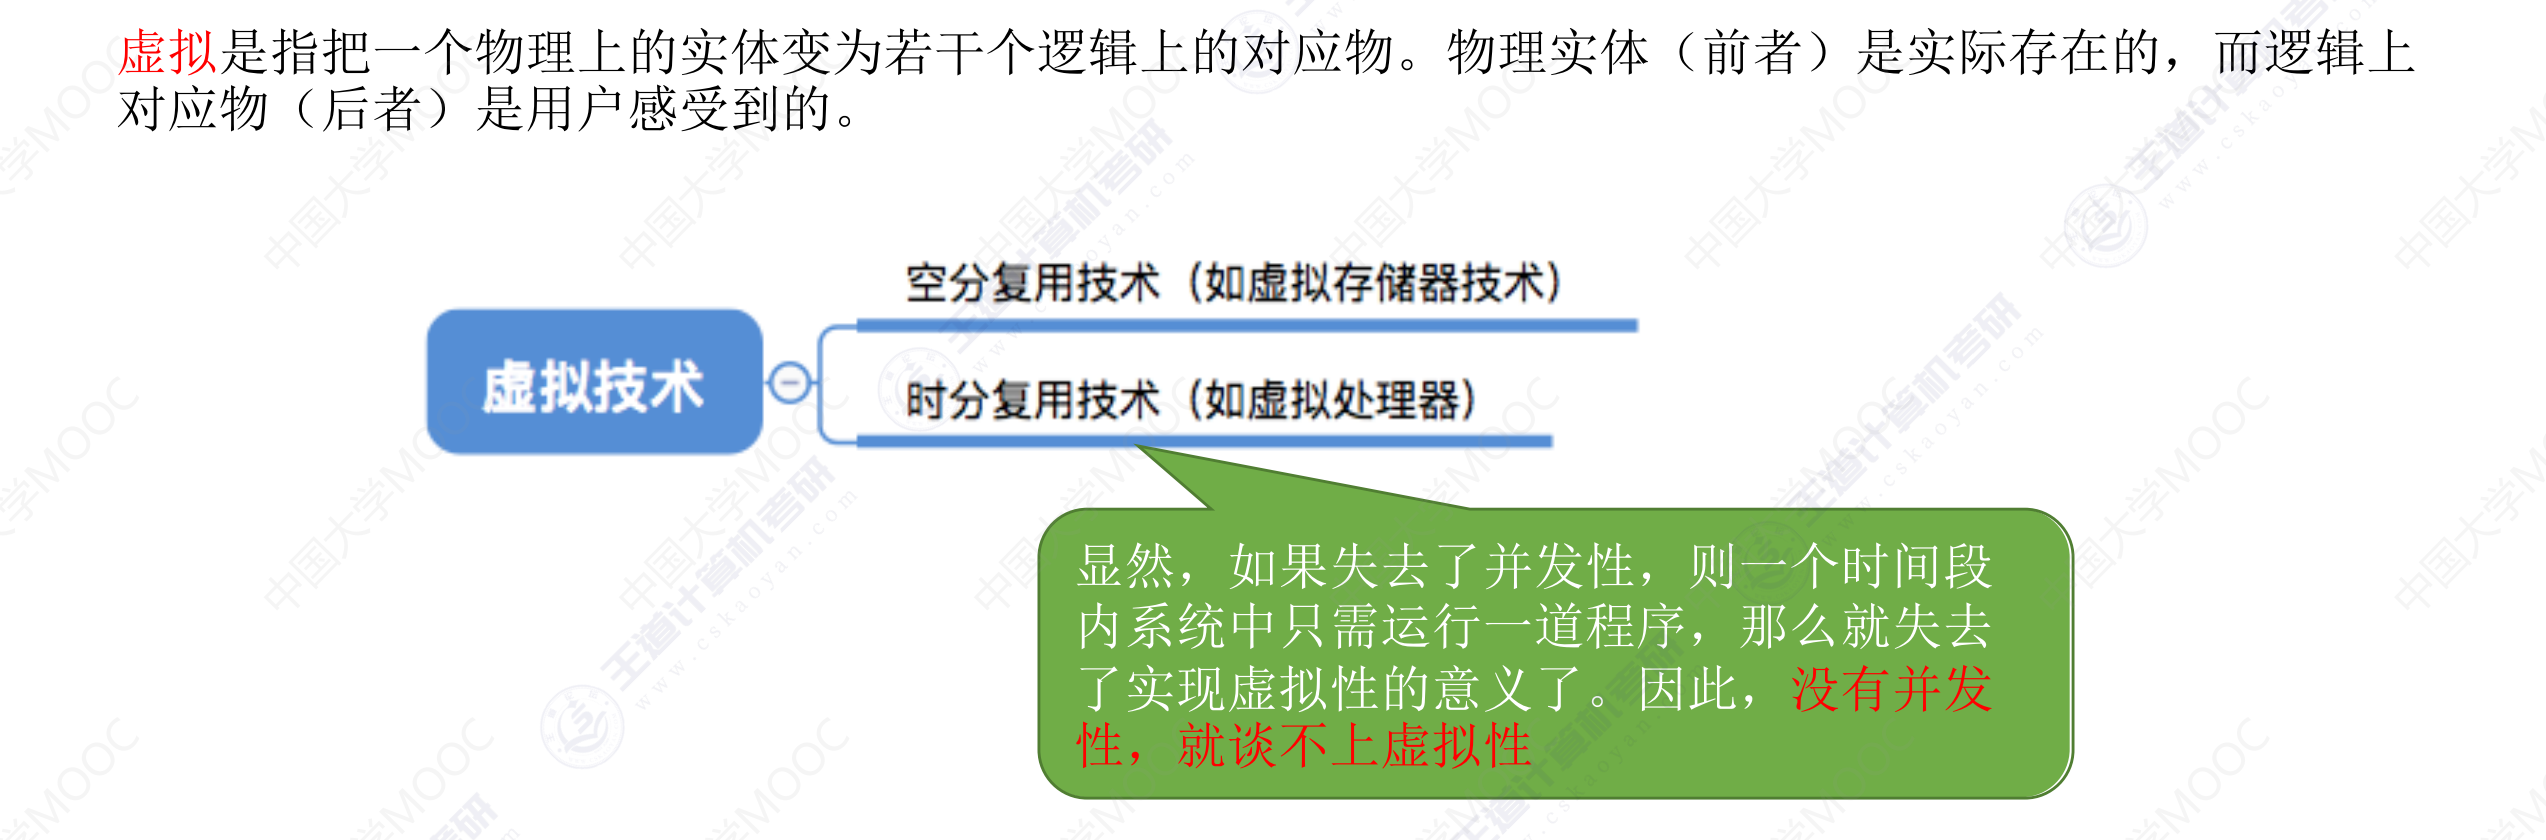 虚拟是指把一个物理上的实体变为若干个逻辑上的对应物。物理实体（前者）是实际存在的，而逻辑上
对应物（后者）是用户感受到的。
空分复用技术（如虚拟存储器技术）
虚拟技术
时分复用技术（如虚拟处理器）
显然，如果失去了并发性，则一个时间段
内系统中只需运行一道程序，那么就失去
了实现虚拟性的意义了。因此，没有并发
性，就谈不上虚拟性
中国大学MOOC
王道计算机考研
www.cskaoyan.com